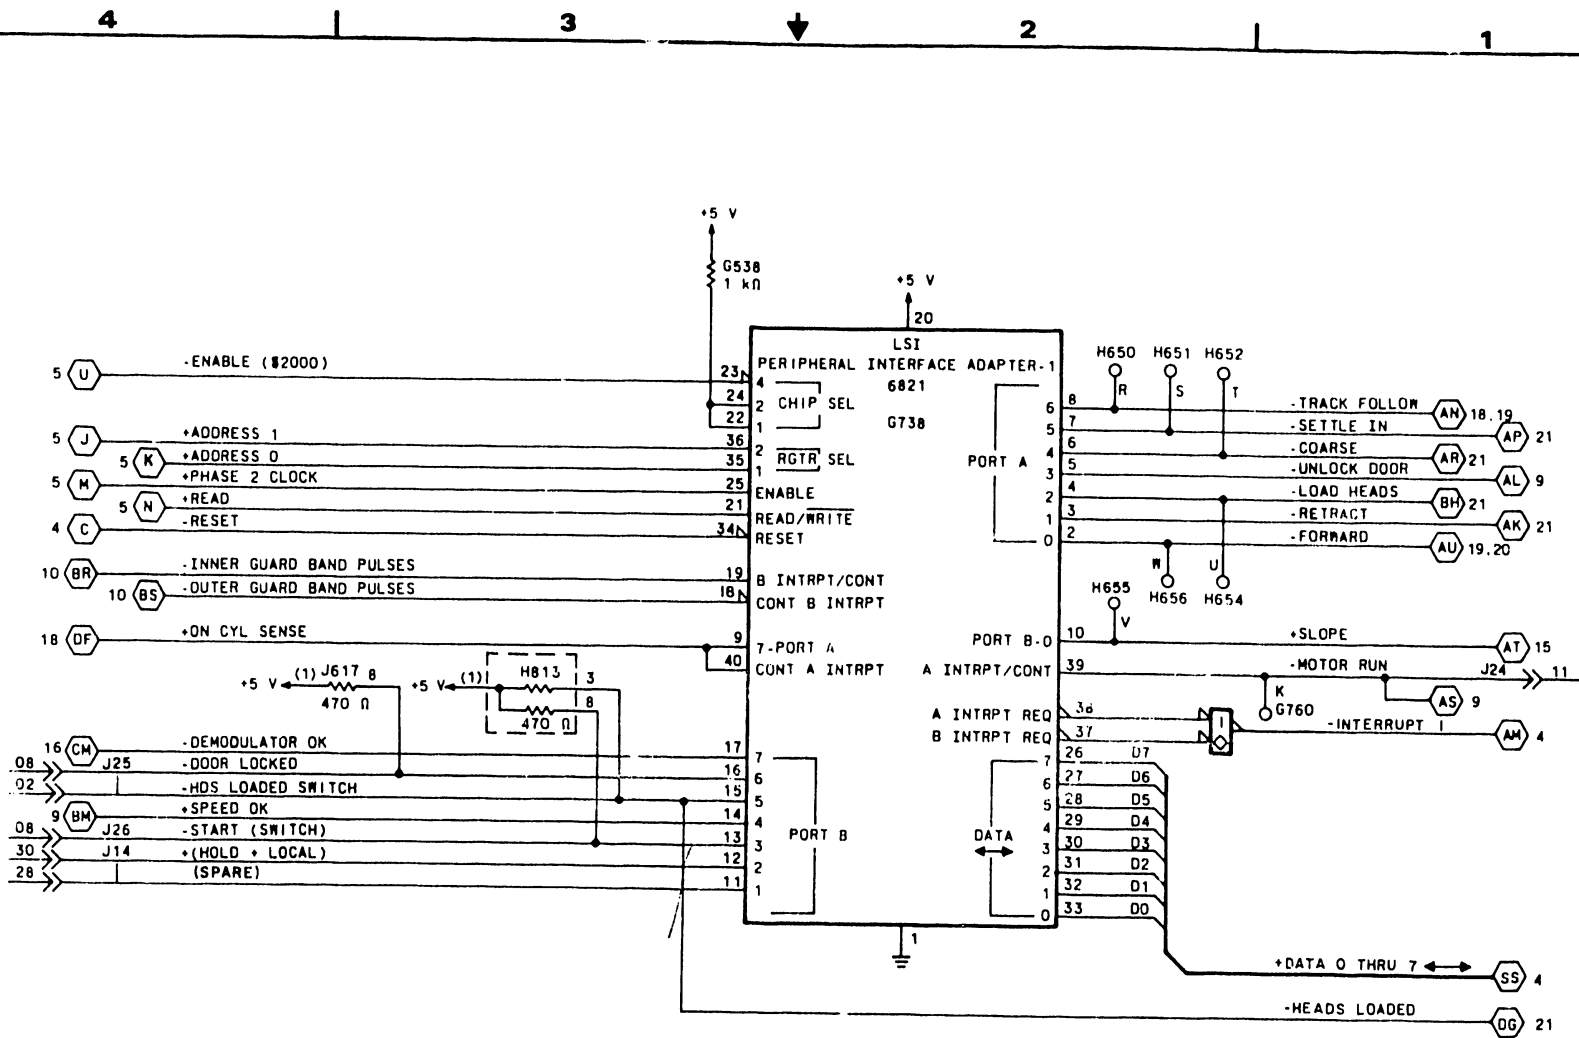 4 3 2 1
+5 V
G538
1 kΩ
+5 V
20
LSI
PERIPHERAL INTERFACE ADAPTER-1
6821
G738
5 U -ENABLE ($2000) 23 4
24 2 CHIP SEL
22 1
5 J +ADDRESS 1 36 2
5 K +ADDRESS 0 35 1 RGTR SEL
5 M +PHASE 2 CLOCK 25 ENABLE
5 N +READ 21 READ/WRITE
4 C -RESET 34 RESET
10 BR -INNER GUARD BAND PULSES 19 B INTRPT/CONT
10 BS -OUTER GUARD BAND PULSES 18 CONT B INTRPT
18 DF +ON CYL SENSE 9 7-PORT A
40 CONT A INTRPT
+5 V (1) J617 8
470 Ω
+5 V (1) H813 3
8
470 Ω
16 CM -DEMODULATOR OK 17 7
08 J25 -DOOR LOCKED 16 6
02 -HDS LOADED SWITCH 15 5
9 BM +SPEED OK 14 4
08 J26 -START (SWITCH) 13 3
30 J14 +(HOLD + LOCAL) 12 2
28 (SPARE) 11 1
PORT B
1
H650 H651 H652
R S T
PORT A
6 8 -TRACK FOLLOW AN 18.19
5 7 -SETTLE IN AP 21
4 6 -COARSE AR 21
3 5 -UNLOCK DOOR AL 9
2 4 -LOAD HEADS BH 21
1 3 -RETRACT AK 21
0 2 -FORWARD AU 19.20
W U
H655 H656 H654
V
PORT B-0 10 +SLOPE AT 15
A INTRPT/CONT 39 -MOTOR RUN J24 11
K
G760
AS 9
A INTRPT REQ 38
B INTRPT REQ 37
1
-INTERRUPT 1 AM 4
DATA
7 26 D7
6 27 D6
5 28 D5
4 29 D4
3 30 D3
2 31 D2
1 32 D1
0 33 D0
+DATA 0 THRU 7 SS 4
-HEADS LOADED DG 21